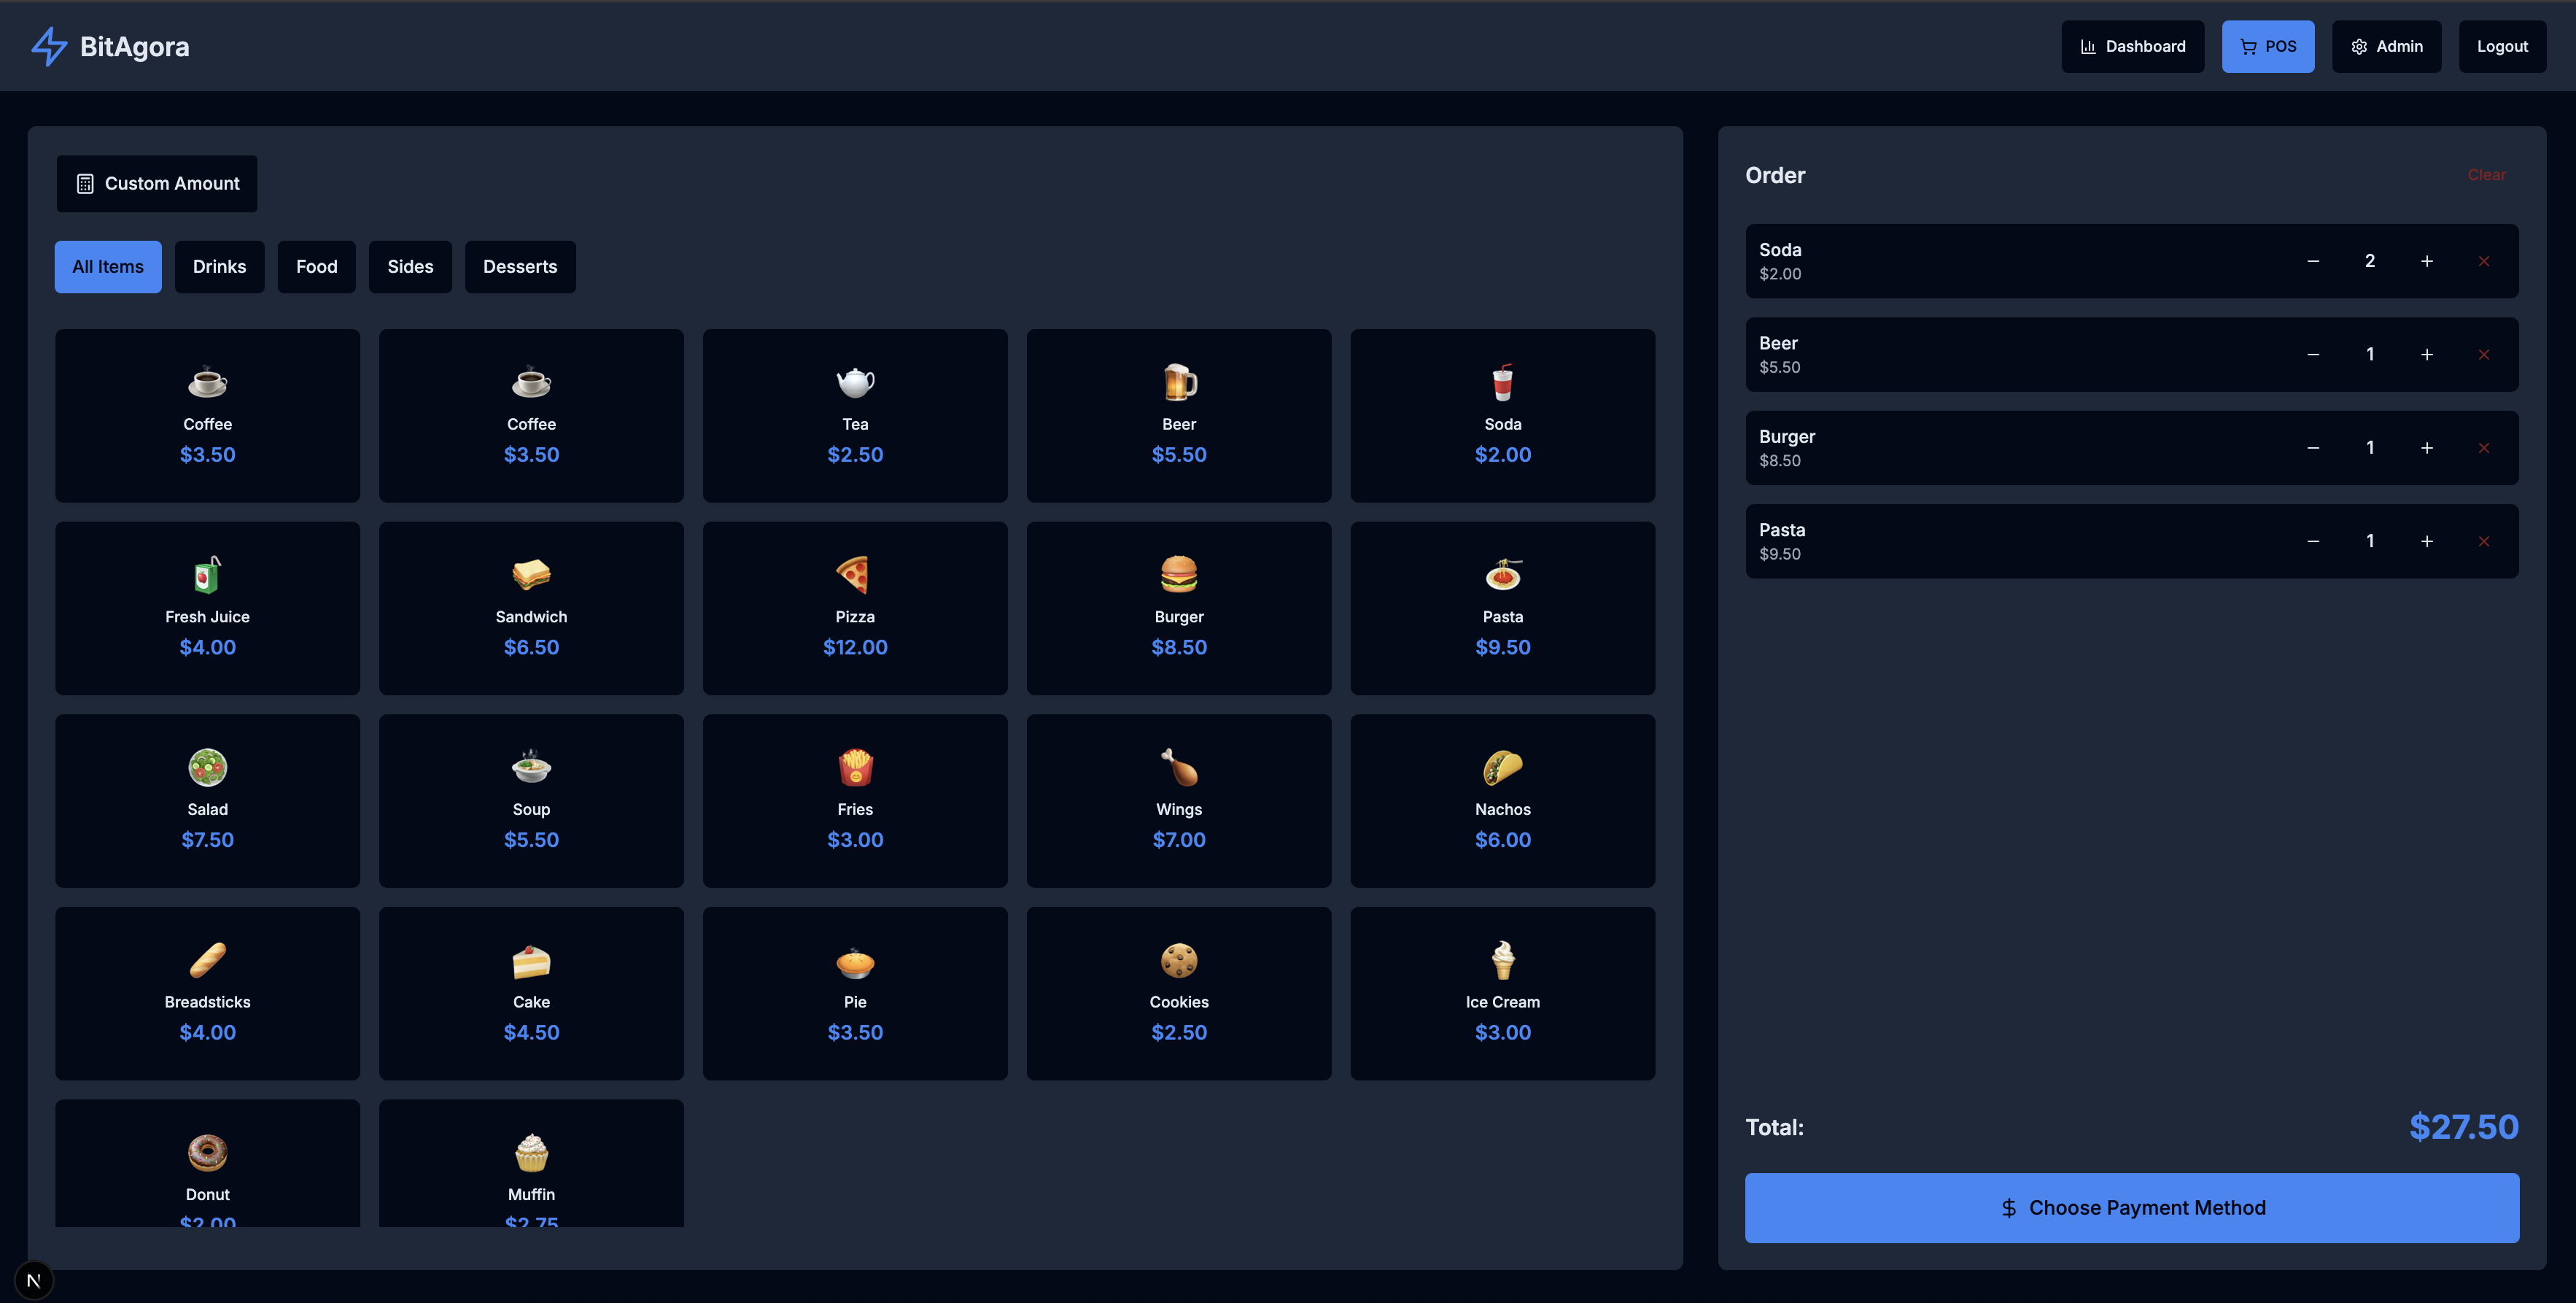 BitAgora
Dashboard
POS
Admin
Logout
Custom Amount
All Items
Drinks
Food
Sides
Desserts
Coffee
$3.50
Coffee
$3.50
Tea
$2.50
Beer
$5.50
Soda
$2.00
Fresh Juice
$4.00
Sandwich
$6.50
Pizza
$12.00
Burger
$8.50
Pasta
$9.50
Salad
$7.50
Soup
$5.50
Fries
$3.00
Wings
$7.00
Nachos
$6.00
Breadsticks
$4.00
Cake
$4.50
Pie
$3.50
Cookies
$2.50
Ice Cream
$3.00
Donut
$2.00
Muffin
$2.75
Order
Clear
Soda
$2.00
2
Beer
$5.50
1
Burger
$8.50
1
Pasta
$9.50
1
Total:
$27.50
$ Choose Payment Method
N